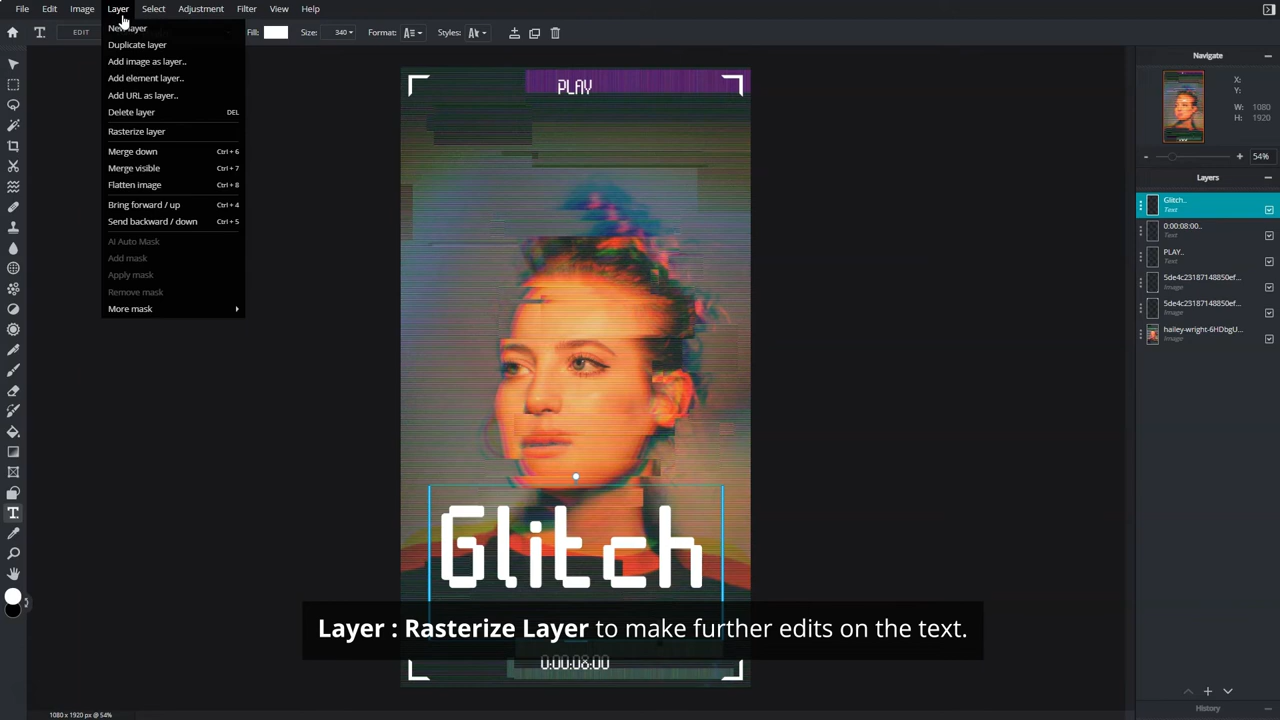 File Edit Image Layer Select Adjustment Filter View Help
EDIT Fill: Size: 340 Format: Styles:
New layer
Duplicate layer
Add image as layer..
Add element layer..
Add URL as layer..
Delete layer DEL
Rasterize layer
Merge down Ctrl + 6
Merge visible Ctrl + 7
Flatten image Ctrl + 8
Bring forward / up Ctrl + 4
Send backward / down Ctrl + 5
AI Auto Mask
Add mask
Apply mask
Remove mask
More mask
PLAY
Glitch
Layer : Rasterize Layer to make further edits on the text.
0:00:08:00
1080 x 1920 px @ 54%
Navigate
X:
Y:
W: 1080
H: 1920
54%
Layers
Glitch..
Text
0:00:08:00..
Text
PLAY..
Text
5de4c23187148850ef...
Image
5de4c23187148850ef...
Image
hailey-wright-6HDbgU...
Image
History